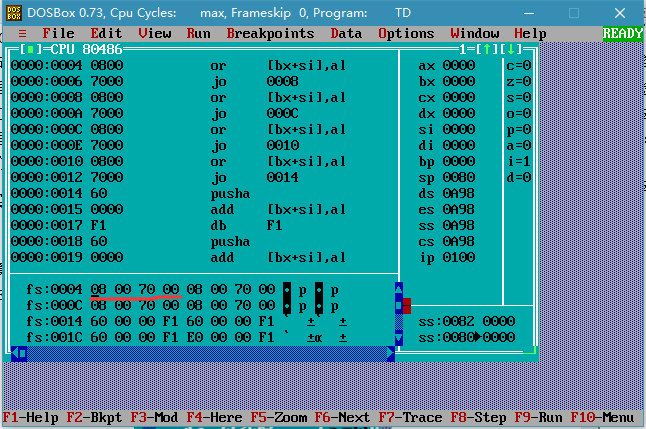 DOSBox 0.73, Cpu Cycles: max, Frameskip 0, Program: TD
≡ File Edit View Run Breakpoints Data Options Window Help READY
[■] CPU 80486 1=[↑][↓]
0000:0004 0800 or [bx+si],al ax 0000 c=0
0000:0006 7000 jo 0008 bx 0000 z=0
0000:0008 0800 or [bx+si],al cx 0000 s=0
0000:000A 7000 jo 000C dx 0000 o=0
0000:000C 0800 or [bx+si],al si 0000 p=0
0000:000E 7000 jo 0010 di 0000 a=0
0000:0010 0800 or [bx+si],al bp 0000 i=1
0000:0012 7000 jo 0014 sp 0080 d=0
0000:0014 60 pusha ds 0A98
0000:0015 0000 add [bx+si],al es 0A98
0000:0017 F1 db F1 ss 0A98
0000:0018 60 pusha cs 0A98
0000:0019 0000 add [bx+si],al ip 0100
fs:0004 08 00 70 00 08 00 70 00 ◘ p ◘ p
fs:000C 08 00 70 00 08 00 70 00 ◘ p ◘ p
fs:0014 60 00 00 F1 60 00 00 F1 ` ± ` ± ss:0082 0000
fs:001C 60 00 00 F1 E0 00 00 F1 ` ±α ± ss:0080►0000
F1-Help F2-Bkpt F3-Mod F4-Here F5-Zoom F6-Next F7-Trace F8-Step F9-Run F10-Menu